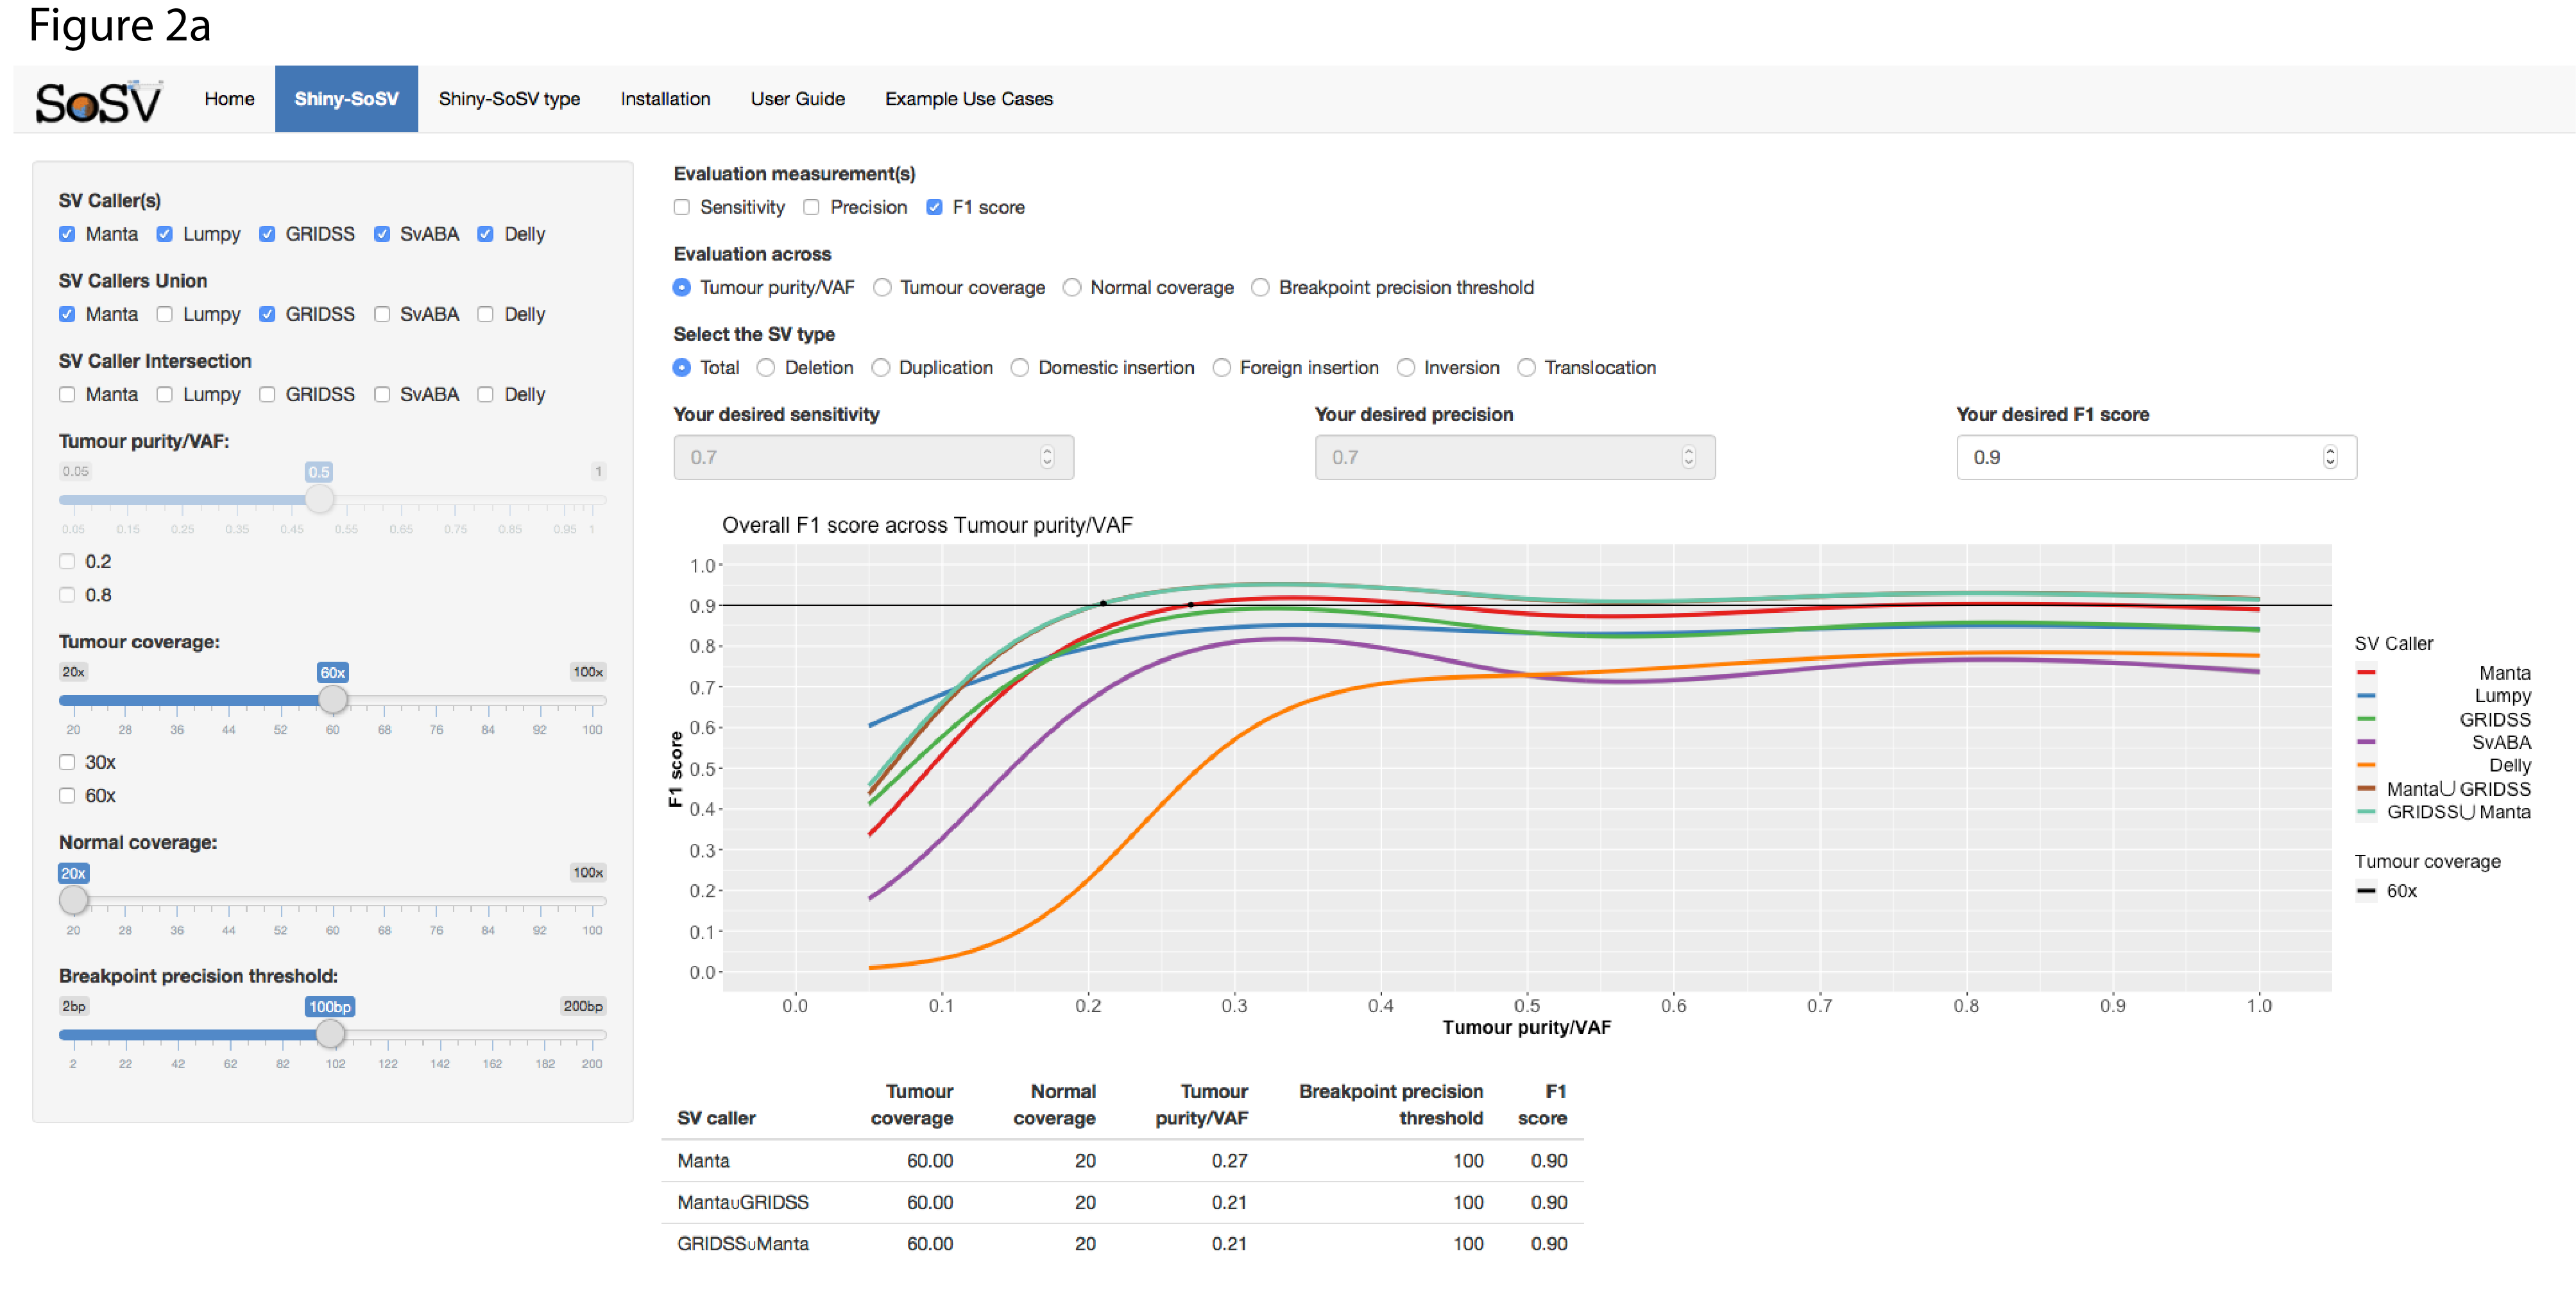 Figure 2a
SoSV Home Shiny-SoSV Shiny-SoSV type Installation User Guide Example Use Cases
SV Caller(s)
Manta Lumpy GRIDSS SvABA Delly
SV Callers Union
Manta Lumpy GRIDSS SvABA Delly
SV Caller Intersection
Manta Lumpy GRIDSS SvABA Delly
Tumour purity/VAF:
0.05 0.5 1
0.05 0.15 0.25 0.35 0.45 0.55 0.65 0.75 0.85 0.95 1
0.2
0.8
Tumour coverage:
20x 60x 100x
20 28 36 44 52 60 68 76 84 92 100
30x
60x
Normal coverage:
20x 100x
20 28 36 44 52 60 68 76 84 92 100
Breakpoint precision threshold:
2bp 100bp 200bp
2 22 42 62 82 102 122 142 162 182 200
Evaluation measurement(s)
Sensitivity Precision F1 score
Evaluation across
Tumour purity/VAF Tumour coverage Normal coverage Breakpoint precision threshold
Select the SV type
Total Deletion Duplication Domestic insertion Foreign insertion Inversion Translocation
Your desired sensitivity Your desired precision Your desired F1 score
0.7 0.7 0.9
Overall F1 score across Tumour purity/VAF
F1 score
1.0
0.9
0.8
0.7
0.6
0.5
0.4
0.3
0.2
0.1
0.0
0.0 0.1 0.2 0.3 0.4 0.5 0.6 0.7 0.8 0.9 1.0
Tumour purity/VAF
SV Caller
Manta
Lumpy
GRIDSS
SvABA
Delly
Manta∪GRIDSS
GRIDSS∪Manta
Tumour coverage
60x
Tumour Normal Tumour Breakpoint precision F1
SV caller coverage coverage purity/VAF threshold score
Manta 60.00 20 0.27 100 0.90
Manta∪GRIDSS 60.00 20 0.21 100 0.90
GRIDSS∪Manta 60.00 20 0.21 100 0.90